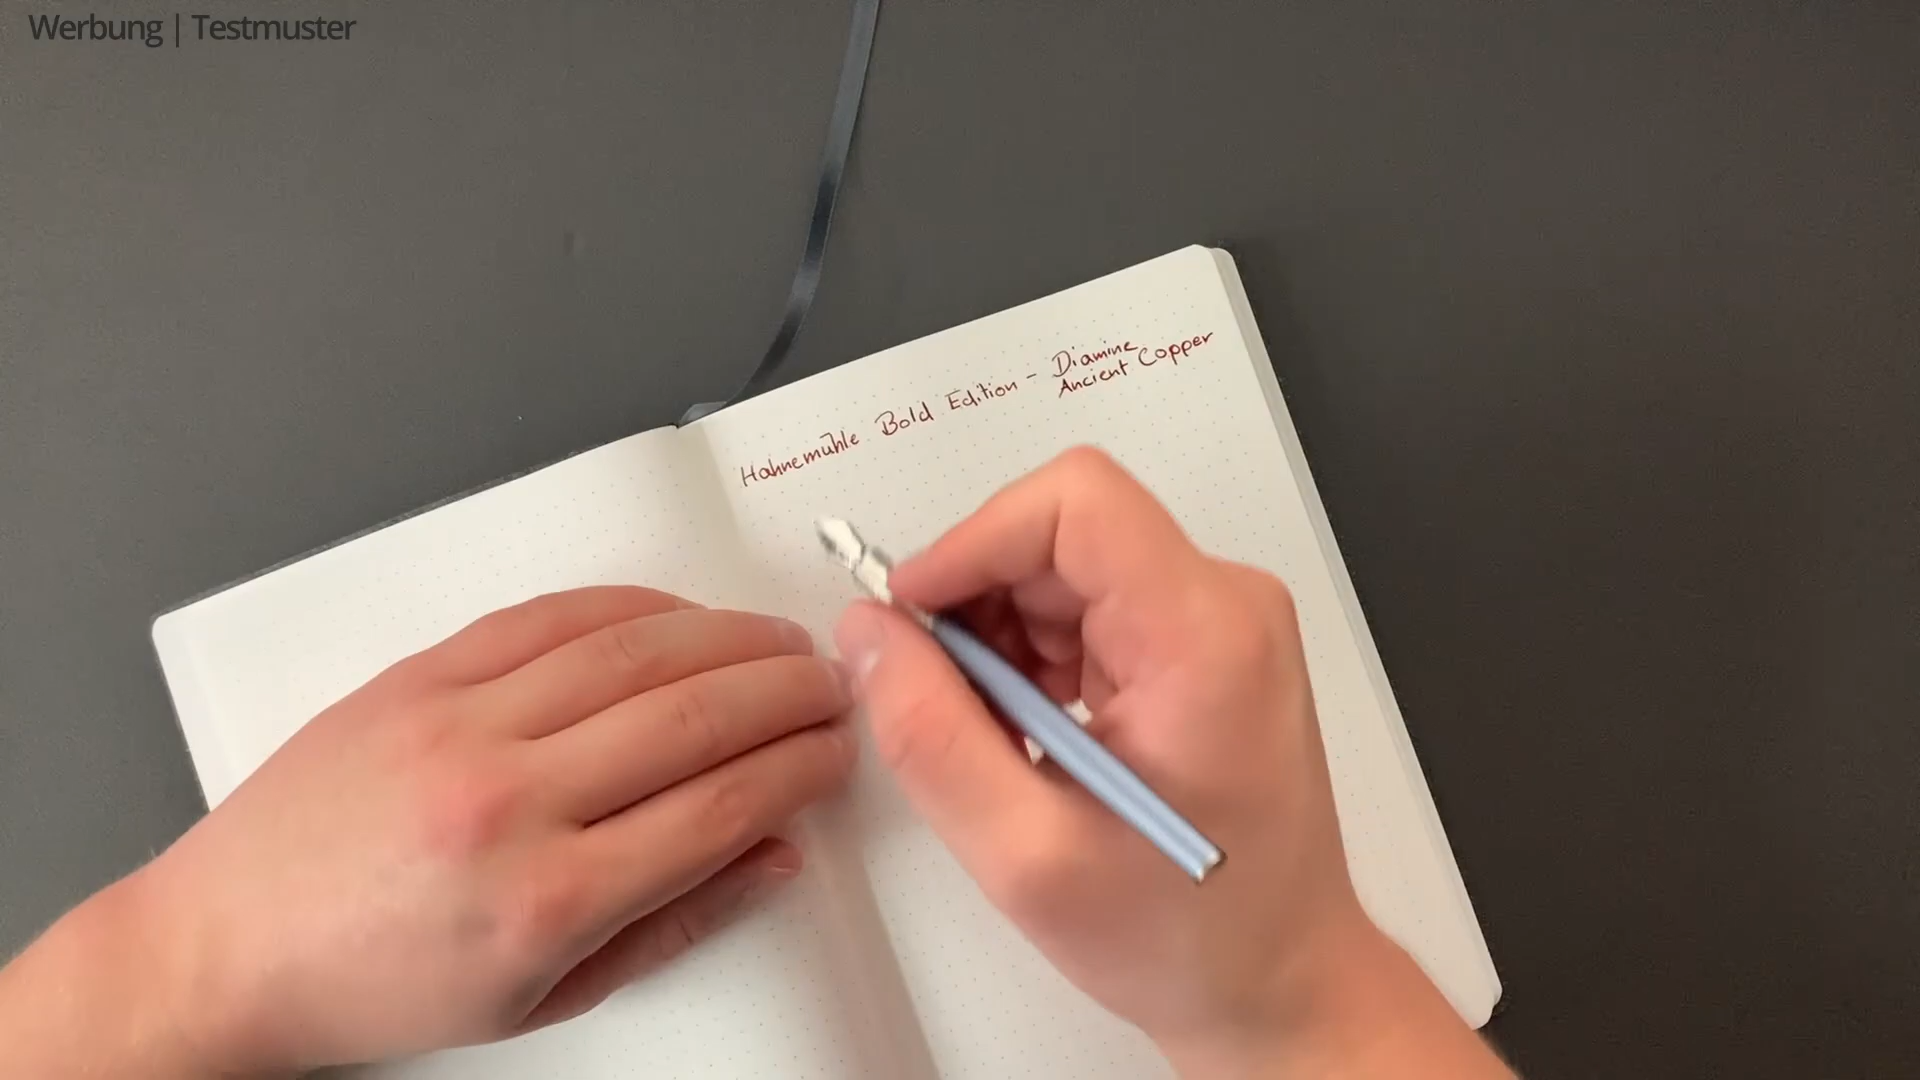 Werbung | Testmuster
Hahnemühle Bold Edition - Diamine
Ancient Copper